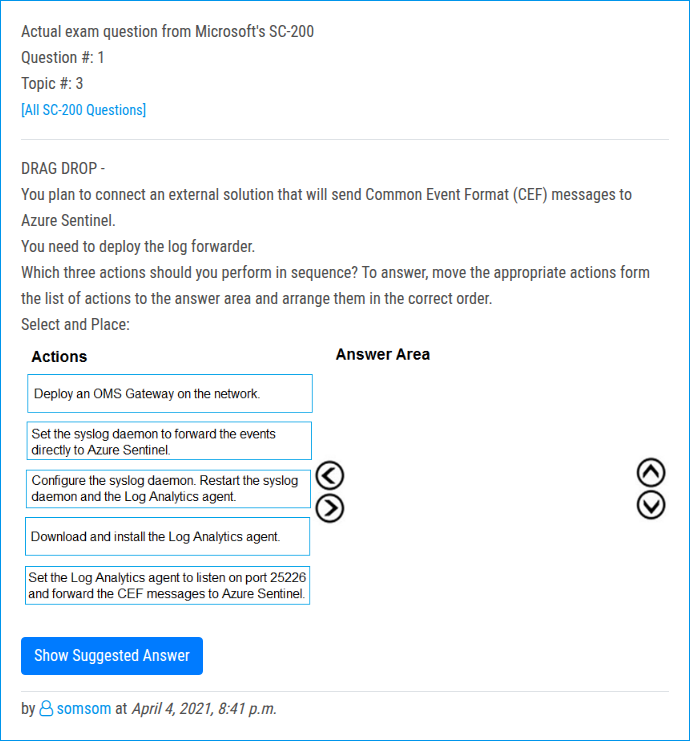 Actual exam question from Microsoft's SC-200
Question #: 1
Topic #: 3
[All SC-200 Questions]
DRAG DROP -
You plan to connect an external solution that will send Common Event Format (CEF) messages to
Azure Sentinel.
You need to deploy the log forwarder.
Which three actions should you perform in sequence? To answer, move the appropriate actions form
the list of actions to the answer area and arrange them in the correct order.
Select and Place:
Actions
Answer Area
Deploy an OMS Gateway on the network.
Set the syslog daemon to forward the events
directly to Azure Sentinel.
Configure the syslog daemon. Restart the syslog
daemon and the Log Analytics agent.
Download and install the Log Analytics agent.
Set the Log Analytics agent to listen on port 25226
and forward the CEF messages to Azure Sentinel.
Show Suggested Answer
by somsom at April 4, 2021, 8:41 p.m.